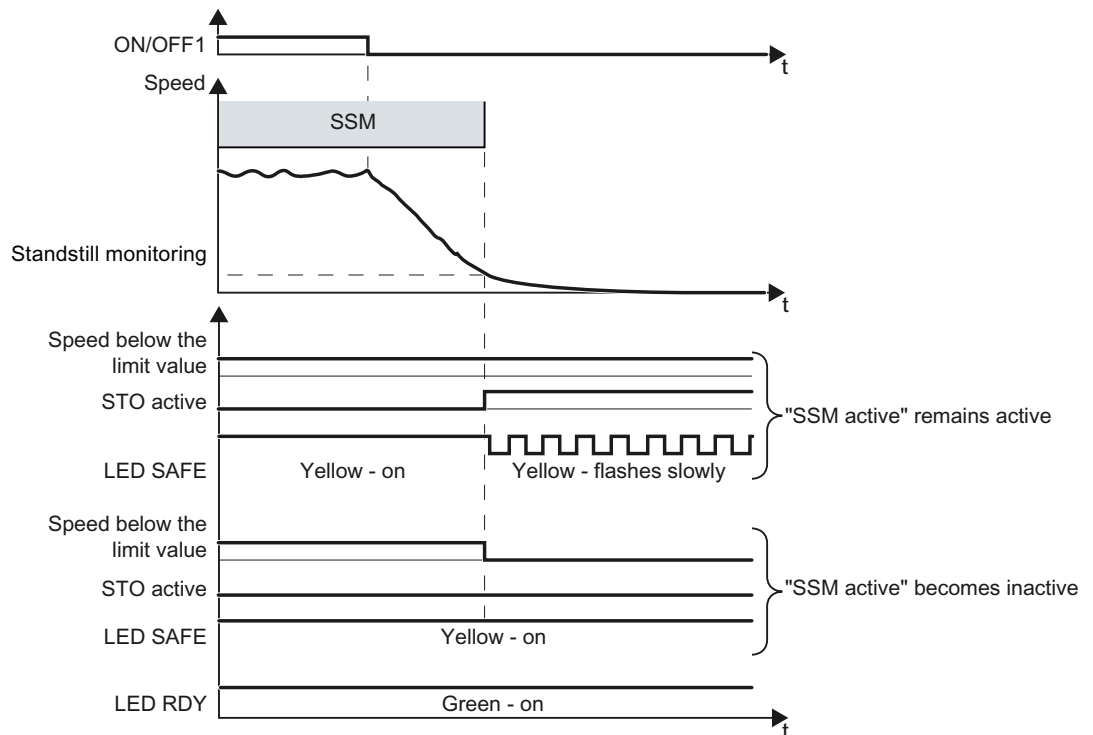 ON/OFF1
t
Speed
SSM
Standstill monitoring
t
Speed below the
limit value
STO active
"SSM active" remains active
LED SAFE
Yellow - on
Yellow - flashes slowly
Speed below the
limit value
STO active
"SSM active" becomes inactive
LED SAFE
Yellow - on
LED RDY
Green - on
t